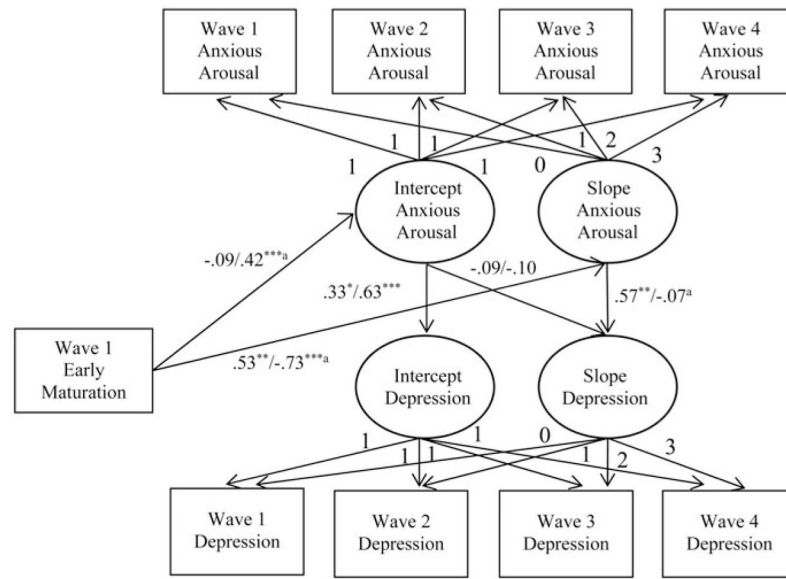 Wave 1
Anxious
Arousal
Wave 2
Anxious
Arousal
Wave 3
Anxious
Arousal
Wave 4
Anxious
Arousal
1
1
1
1
0
1
2
3
Intercept
Anxious
Arousal
Slope
Anxious
Arousal
-.09/.42***a
.33*/.63***
-.09/-.10
.57**/-.07a
Wave 1
Early
Maturation
.53**/-.73***a
Intercept
Depression
Slope
Depression
1
1
1
1
0
1
2
3
Wave 1
Depression
Wave 2
Depression
Wave 3
Depression
Wave 4
Depression